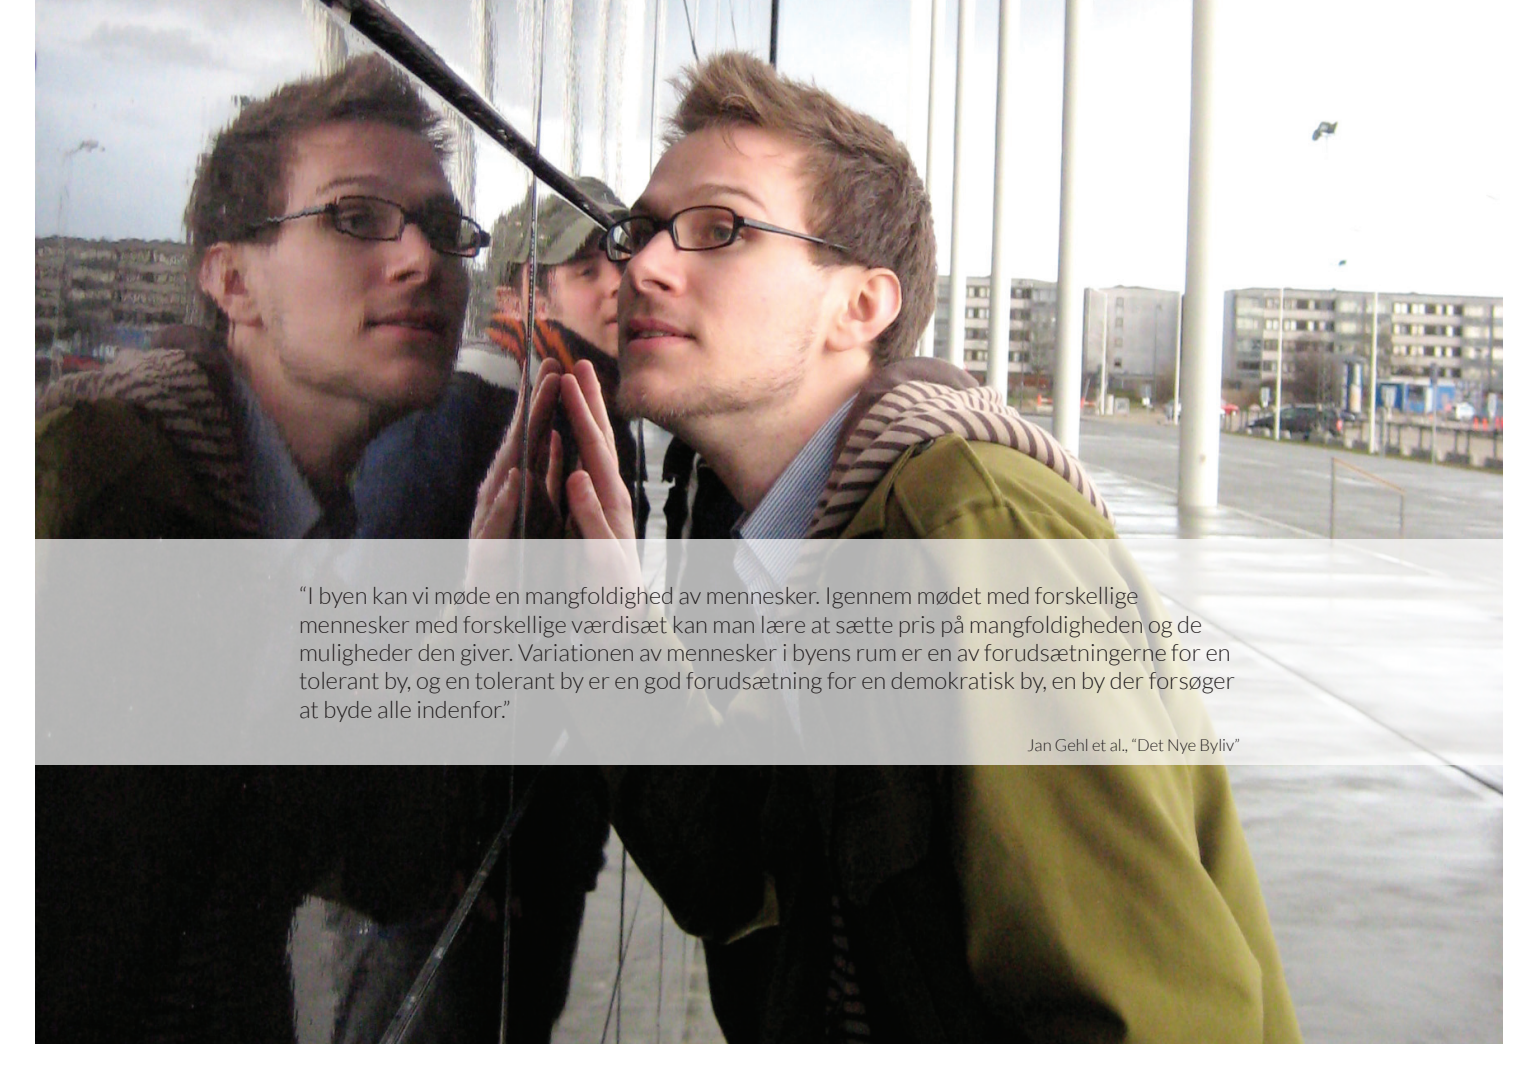 “I byen kan vi møde en mangfoldighed av mennesker. Igennem mødet med forskellige
mennesker med forskellige værdisæt kan man lære at sætte pris på mangfoldigheden og de
muligheder den giver. Variationen av mennesker i byens rum er en av forudsætningerne for en
tolerant by, og en tolerant by er en god forudsætning for en demokratisk by, en by der forsøger
at byde alle indenfor.”
Jan Gehl et al., “Det Nye Byliv”